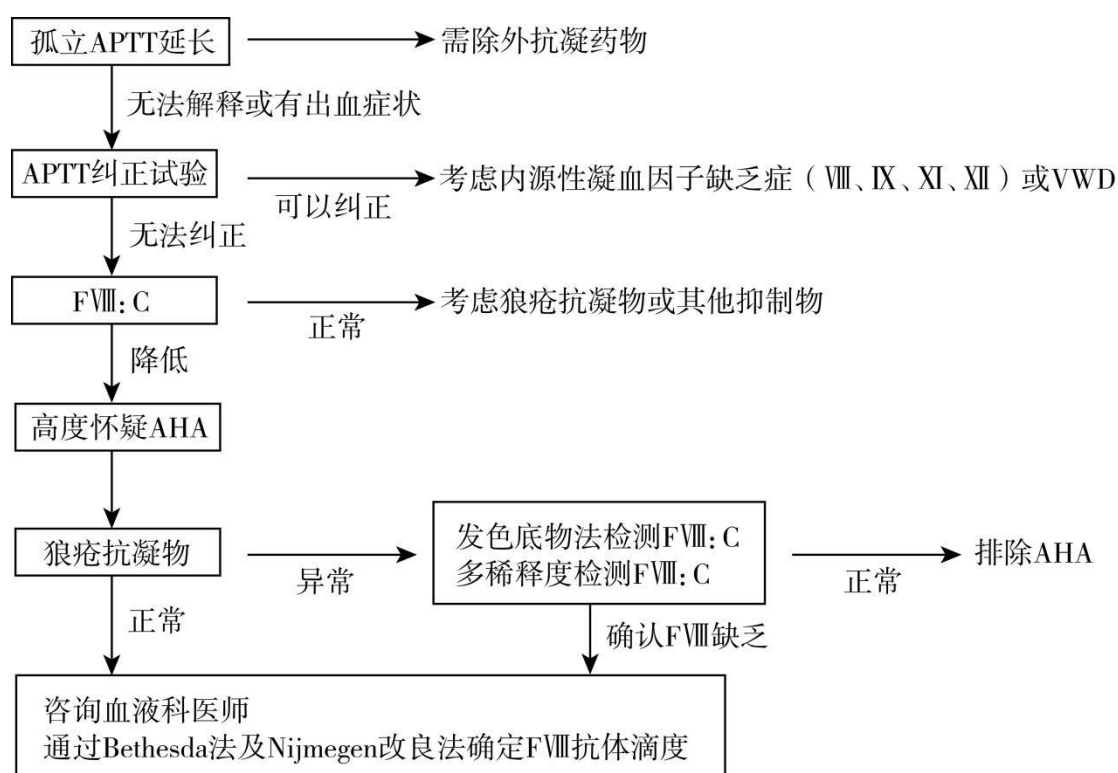 孤立APTT延长
需除外抗凝药物
无法解释或有出血症状
APTT纠正试验
考虑内源性凝血因子缺乏症（Ⅷ、Ⅸ、Ⅺ、Ⅻ）或VWD
可以纠正
无法纠正
FⅧ: C
考虑狼疮抗凝物或其他抑制物
正常
降低
高度怀疑AHA
狼疮抗凝物
异常
发色底物法检测FⅧ: C
多稀释度检测FⅧ: C
正常
排除AHA
正常
确认FⅧ缺乏
咨询血液科医师
通过Bethesda法及Nijmegen改良法确定FⅧ抗体滴度